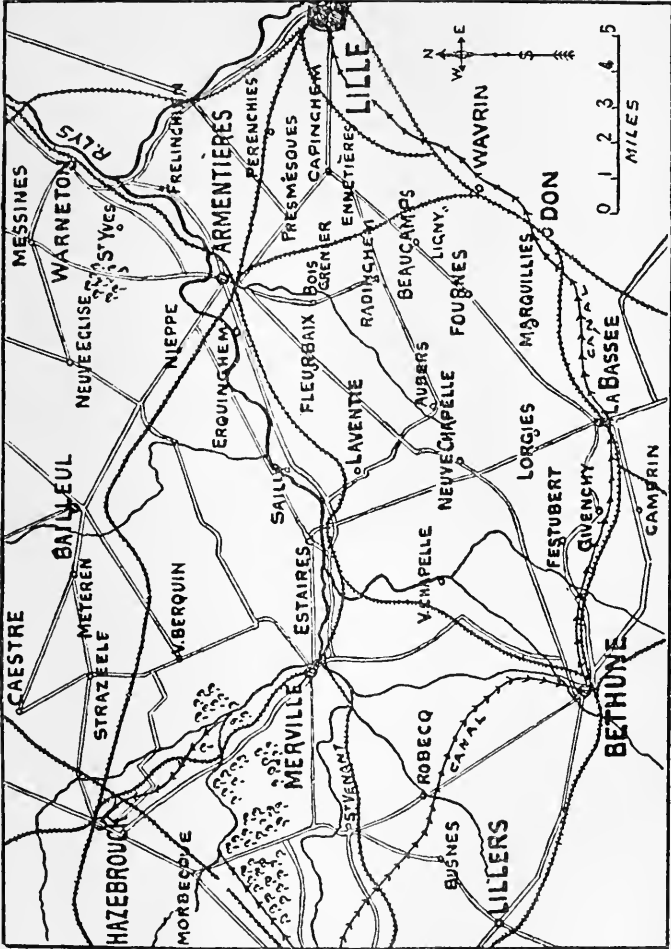 HAZEBROUCK
MORBECQUE
CAESTRE
STRAZEELE
METEREN
BAILLEUL
NEUVE EGLISE
MESSINES
WARNETON
ST YVES
R. LYS
V. BERQUIN
NIEPPE
FRELINGHIEN
ERQUINGHEM
ARMENTIÈRES
PERENCHIES
MERVILLE
ESTAIRES
SAILLY
FLEURBAIX
BOIS GRENIER
PRESMESQUES
CAPINGHEM
ENNETIÈRES
LILLE
ST VENANT
LAVENTIE
RADINGHEM
BEAUCAMPS
LIGNY
ROBECQ
V. CHAPELLE
NEUVE CHAPELLE
AUBERS
FOURNES
WAVRIN
BUSNES
CANAL
LILLERS
LORGIES
MARQUILLIES
DON
FESTUBERT
GIVENCHY
CANAL
LA BASSEE
BETHUNE
CAMBRIN
N
W E
S
0 1 2 3 4 5
MILES